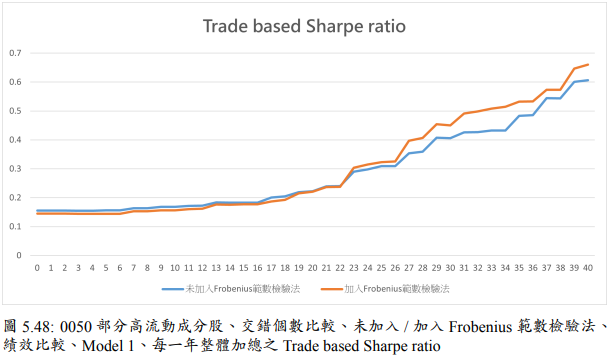 Trade based Sharpe ratio
0.7
0.6
0.5
0.4
0.3
0.2
0.1
0
0 1 2 3 4 5 6 7 8 9 10 11 12 13 14 15 16 17 18 19 20 21 22 23 24 25 26 27 28 29 30 31 32 33 34 35 36 37 38 39 40
未加入Frobenius範數檢驗法 加入Frobenius範數檢驗法
圖 5.48: 0050 部分高流動成分股、交錯個數比較、未加入 / 加入 Frobenius 範數檢驗法、
績效比較、Model 1、每一年整體加總之 Trade based Sharpe ratio